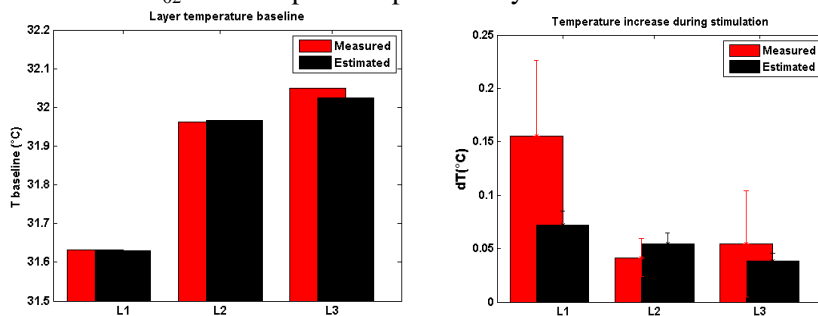 Layer temperature baseline
T baseline (°C)
32.2
32.1
32
31.9
31.8
31.7
31.6
31.5
L1
L2
L3
Measured
Estimated
Temperature increase during stimulation
dT(°C)
0.25
0.2
0.15
0.1
0.05
0
L1
L2
L3
Measured
Estimated